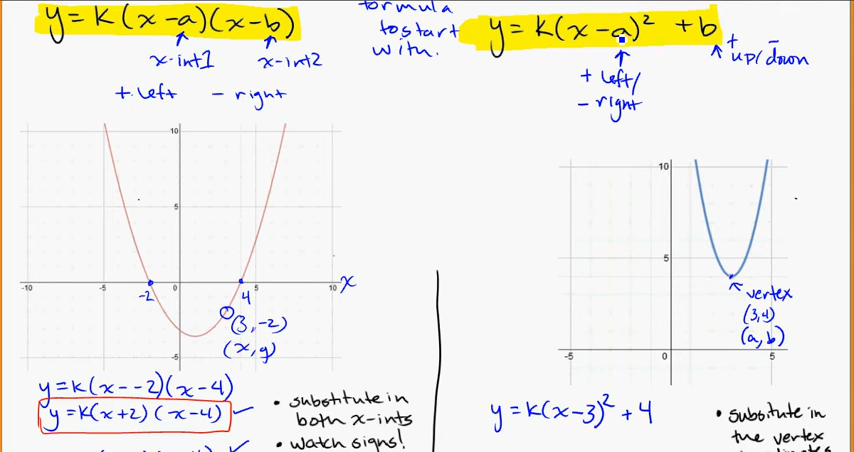 y = k(x-a)(x-b)
x-int1
x-int2
+ left - right
formula
to start
with.
y = k(x-a)² + b
+ left/
- right
+ -
up/down
10
5
-10
-5
0
5
10
x
-5
-2
4
(3,-2)
(x,y)
y=k(x--2)(x-4)
y=k(x+2)(x-4) ✓
• substitute in
both x-ints
• watch signs!
10
5
-5
0
5
vertex
(3,4)
(a,b)
y=k(x-3)²+4
• subsitute in
the vertex